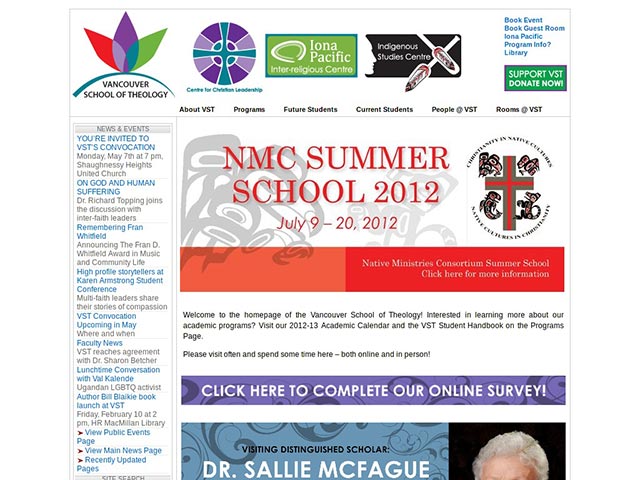 VANCOUVER
SCHOOL OF THEOLOGY
Centre for Christian Leadership
Iona
Pacific
Inter-religious Centre
Indigenous
Studies Centre
Book Event
Book Guest Room
Iona Pacific
Program Info?
Library
SUPPORT VST
DONATE NOW!
About VST
Programs
Future Students
Current Students
People @ VST
Rooms @ VST
NEWS & EVENTS
YOU'RE INVITED TO
VST'S CONVOCATION
Monday, May 7th at 7 pm,
Shaughnessy Heights
United Church
ON GOD AND HUMAN
SUFFERING
Dr. Richard Topping joins the
discussion with
inter-faith leaders
Remembering Fran
Whitfield
Announcing The Fran D.
Whitfield Award in Music
and Community Life
High profile storytellers at
Karen Armstrong Student
Conference
Multi-faith leaders share
their stories of compassion
VST Convocation
Upcoming in May
Where and when
Faculty News
VST reaches agreement
with Dr. Sharon Betcher
Lunchtime Conversation
with Val Kalende
Ugandan LGBTQ activist
Author Bill Blaikie book
launch at VST
Friday, February 10 at 2
pm, HR MacMillan Library
View Public Events
Page
View Main News Page
Recently Updated
Pages
SITE SEARCH
NMC SUMMER
SCHOOL 2012
July 9 – 20, 2012
CHRISTIANITY IN NATIVE CULTURES
NATIVE CULTURES IN CHRISTIANITY
Native Ministries Consortium Summer School
Click here for more information
Welcome to the homepage of the Vancouver School of Theology! Interested in learning more about our
academic programs? Visit our 2012-13 Academic Calendar and the VST Student Handbook on the Programs
Page.
Please visit often and spend some time here – both online and in person!
CLICK HERE TO COMPLETE OUR ONLINE SURVEY!
VISITING DISTINGUISHED SCHOLAR:
DR. SALLIE MCFAGUE